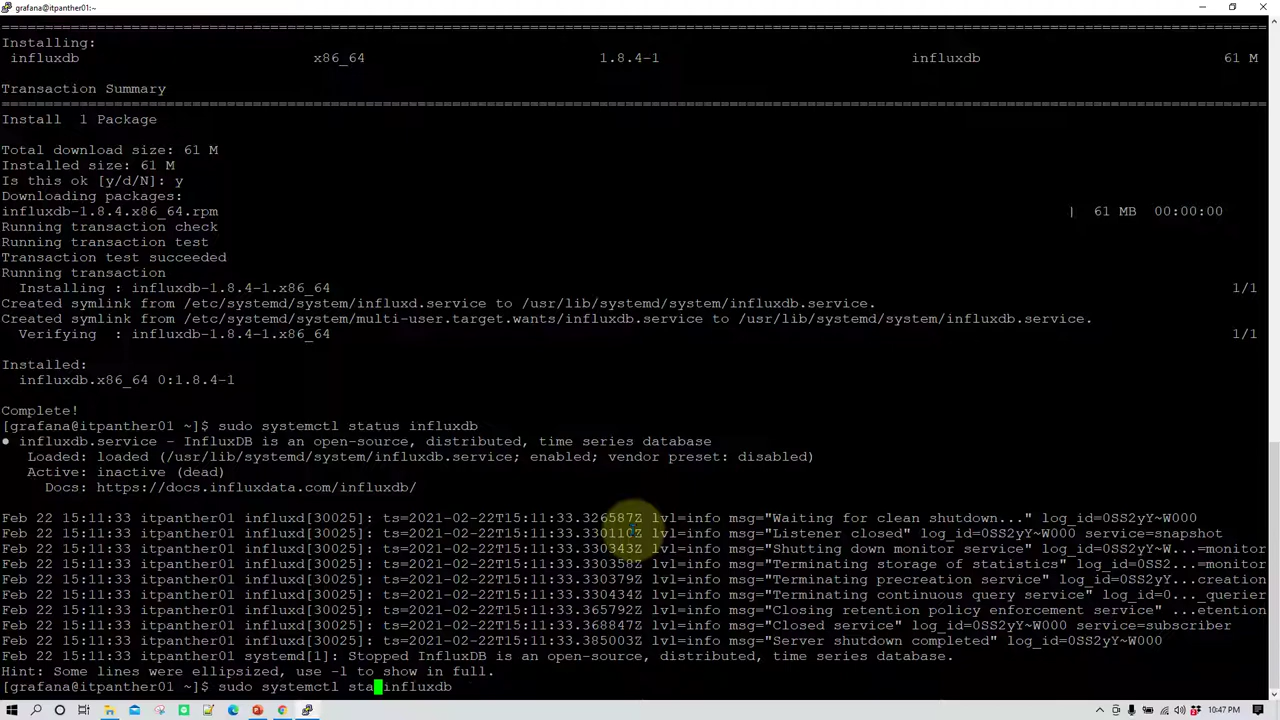 grafana@itpanther01:~
Installing:
influxdb x86_64 1.8.4-1 influxdb 61 M
Transaction Summary
Install 1 Package
Total download size: 61 M
Installed size: 61 M
Is this ok [y/d/N]: y
Downloading packages:
influxdb-1.8.4.x86_64.rpm | 61 MB 00:00:00
Running transaction check
Running transaction test
Transaction test succeeded
Running transaction
Installing : influxdb-1.8.4-1.x86_64 1/1
Created symlink from /etc/systemd/system/influxd.service to /usr/lib/systemd/system/influxdb.service.
Created symlink from /etc/systemd/system/multi-user.target.wants/influxdb.service to /usr/lib/systemd/system/influxdb.service.
Verifying : influxdb-1.8.4-1.x86_64 1/1
Installed:
influxdb.x86_64 0:1.8.4-1
Complete!
[grafana@itpanther01 ~]$ sudo systemctl status influxdb
● influxdb.service - InfluxDB is an open-source, distributed, time series database
Loaded: loaded (/usr/lib/systemd/system/influxdb.service; enabled; vendor preset: disabled)
Active: inactive (dead)
Docs: https://docs.influxdata.com/influxdb/
Feb 22 15:11:33 itpanther01 influxd[30025]: ts=2021-02-22T15:11:33.326587Z lvl=info msg="Waiting for clean shutdown..." log_id=0SS2yY~W000
Feb 22 15:11:33 itpanther01 influxd[30025]: ts=2021-02-22T15:11:33.330110Z lvl=info msg="Listener closed" log_id=0SS2yY~W000 service=snapshot
Feb 22 15:11:33 itpanther01 influxd[30025]: ts=2021-02-22T15:11:33.330343Z lvl=info msg="Shutting down monitor service" log_id=0SS2yY~W...=monitor
Feb 22 15:11:33 itpanther01 influxd[30025]: ts=2021-02-22T15:11:33.330358Z lvl=info msg="Terminating storage of statistics" log_id=0SS2y...=monitor
Feb 22 15:11:33 itpanther01 influxd[30025]: ts=2021-02-22T15:11:33.330379Z lvl=info msg="Terminating precreation service" log_id=0SS2yY...creation
Feb 22 15:11:33 itpanther01 influxd[30025]: ts=2021-02-22T15:11:33.330434Z lvl=info msg="Terminating continuous query service" log_id=0..._querier
Feb 22 15:11:33 itpanther01 influxd[30025]: ts=2021-02-22T15:11:33.365792Z lvl=info msg="Closing retention policy enforcement service" ...etention
Feb 22 15:11:33 itpanther01 influxd[30025]: ts=2021-02-22T15:11:33.368847Z lvl=info msg="Closed service" log_id=0SS2yY~W000 service=subscriber
Feb 22 15:11:33 itpanther01 influxd[30025]: ts=2021-02-22T15:11:33.385003Z lvl=info msg="Server shutdown completed" log_id=0SS2yY~W000
Feb 22 15:11:33 itpanther01 systemd[1]: Stopped InfluxDB is an open-source, distributed, time series database.
Hint: Some lines were ellipsized, use -l to show in full.
[grafana@itpanther01 ~]$ sudo systemctl sta influxdb
10:47 PM